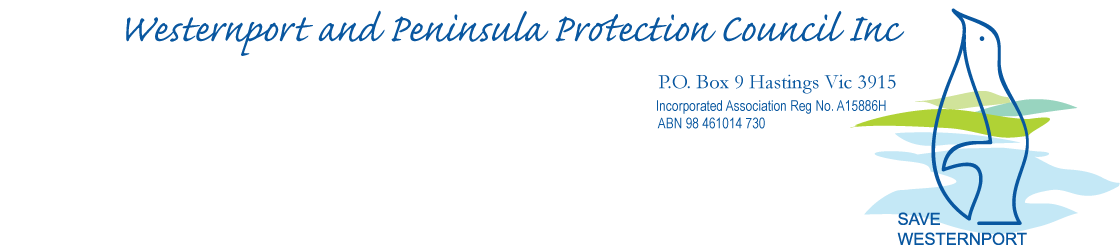 Westernport and Peninsula Protection Council Inc
P.O. Box 9 Hastings Vic 3915
Incorporated Association Reg No. A15886H
ABN 98 461014 730
SAVE
WESTERNPORT